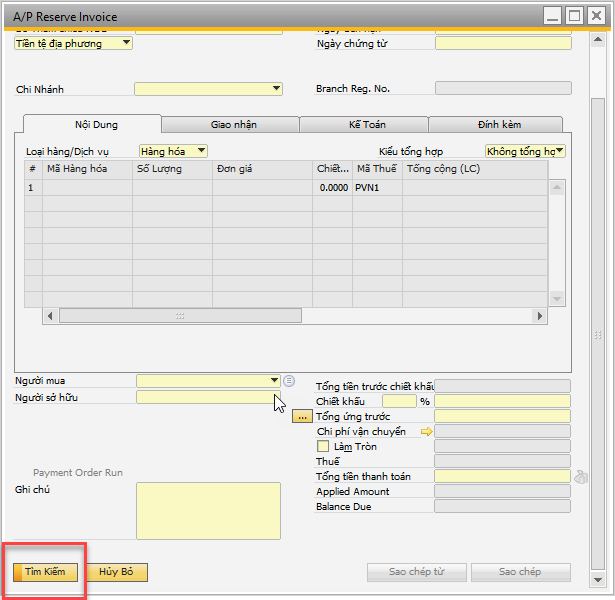 A/P Reserve Invoice
Tiền tệ địa phương
Ngày chứng từ
Chi Nhánh
Branch Reg. No.
Nội Dung Giao nhận Kế Toán Đính kèm
Loại hàng/Dịch vụ Hàng hóa Kiểu tổng hợp Không tổng hợ
# Mã Hàng hóa Số Lượng Đơn giá Chiết... Mã Thuế Tổng cộng (LC)
1 0.0000 PVN1
Người mua
Người sở hữu
Tổng tiền trước chiết khấu
Chiết khấu %
... Tổng ứng trước
Chi phí vận chuyển
Làm Tròn
Thuế
Payment Order Run
Tổng tiền thanh toán
Ghi chú
Applied Amount
Balance Due
Tìm Kiếm Hủy Bỏ Sao chép từ Sao chép